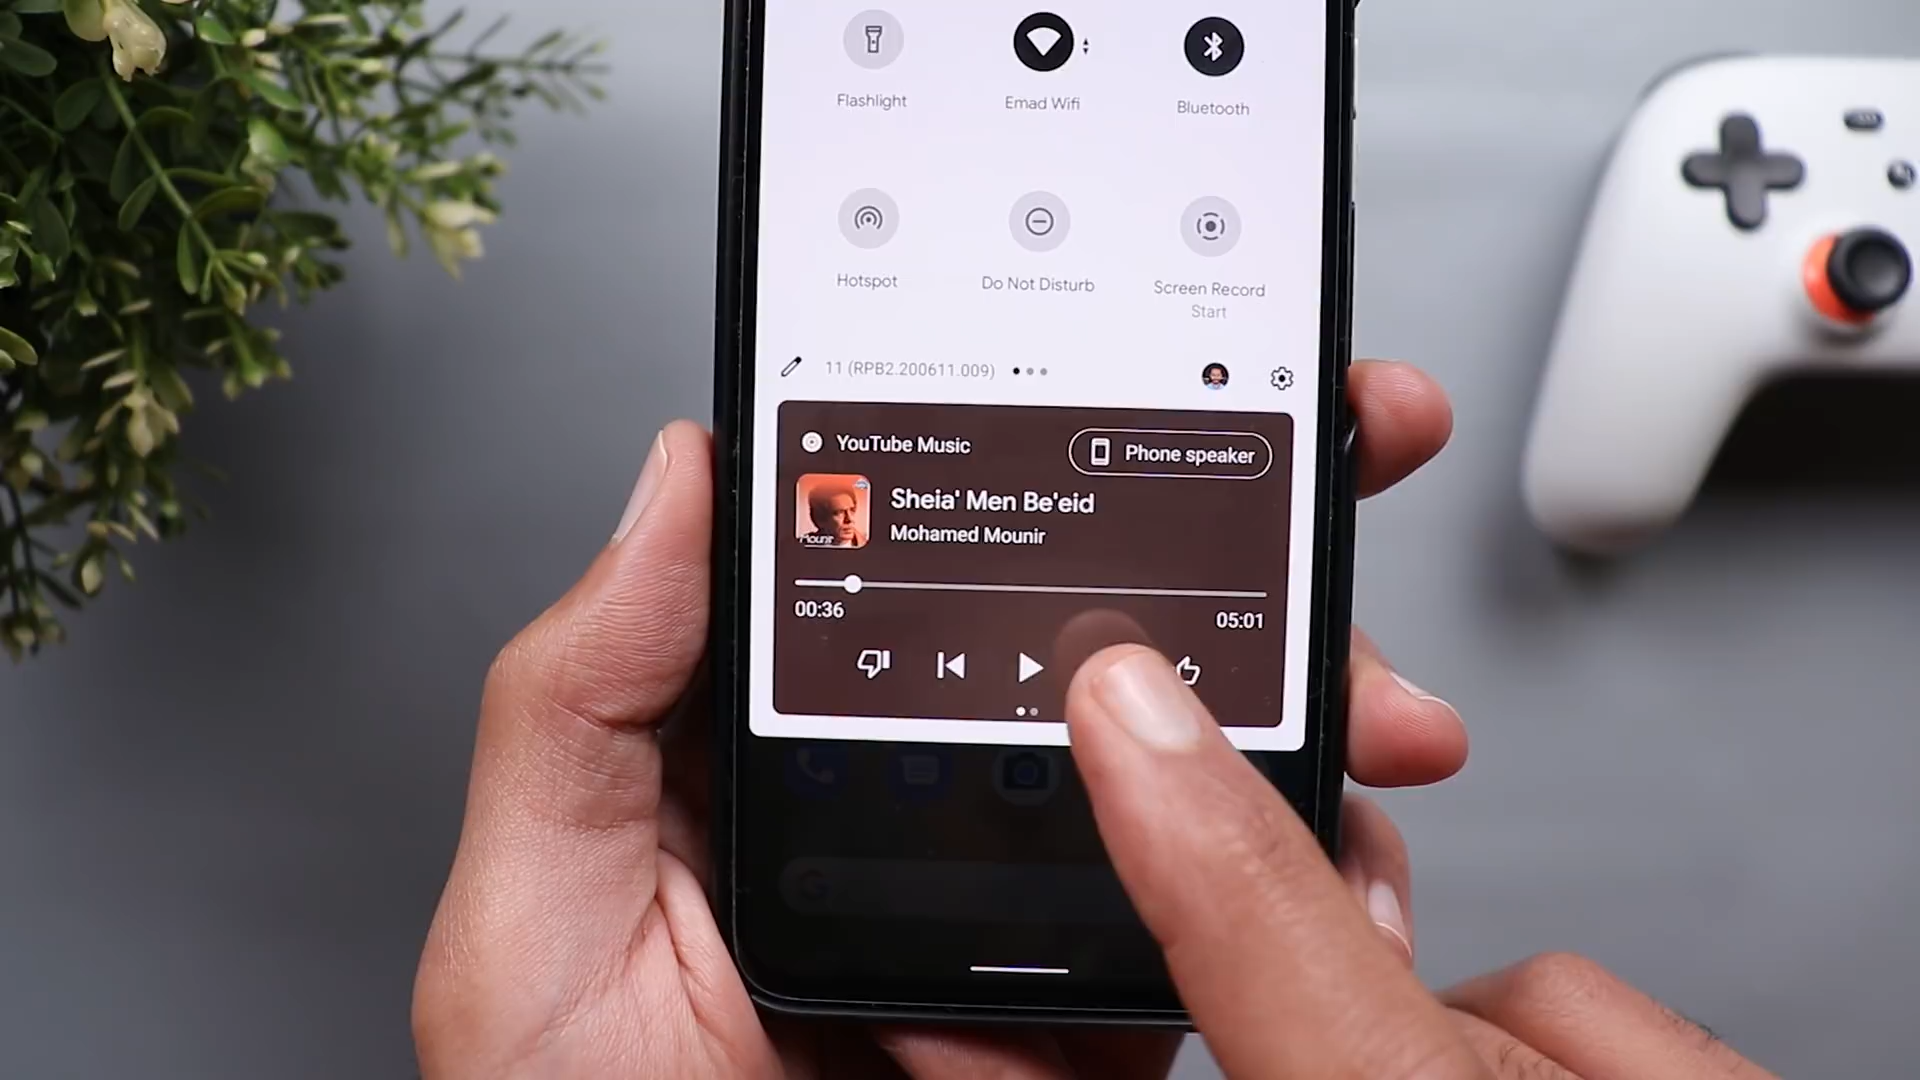 Flashlight
Emad Wifi
Bluetooth
Hotspot
Do Not Disturb
Screen Record
Start
11 (RPB2.200611.009)
YouTube Music
Phone speaker
Sheia' Men Be'eid
Mohamed Mounir
Mounir
00:36
05:01